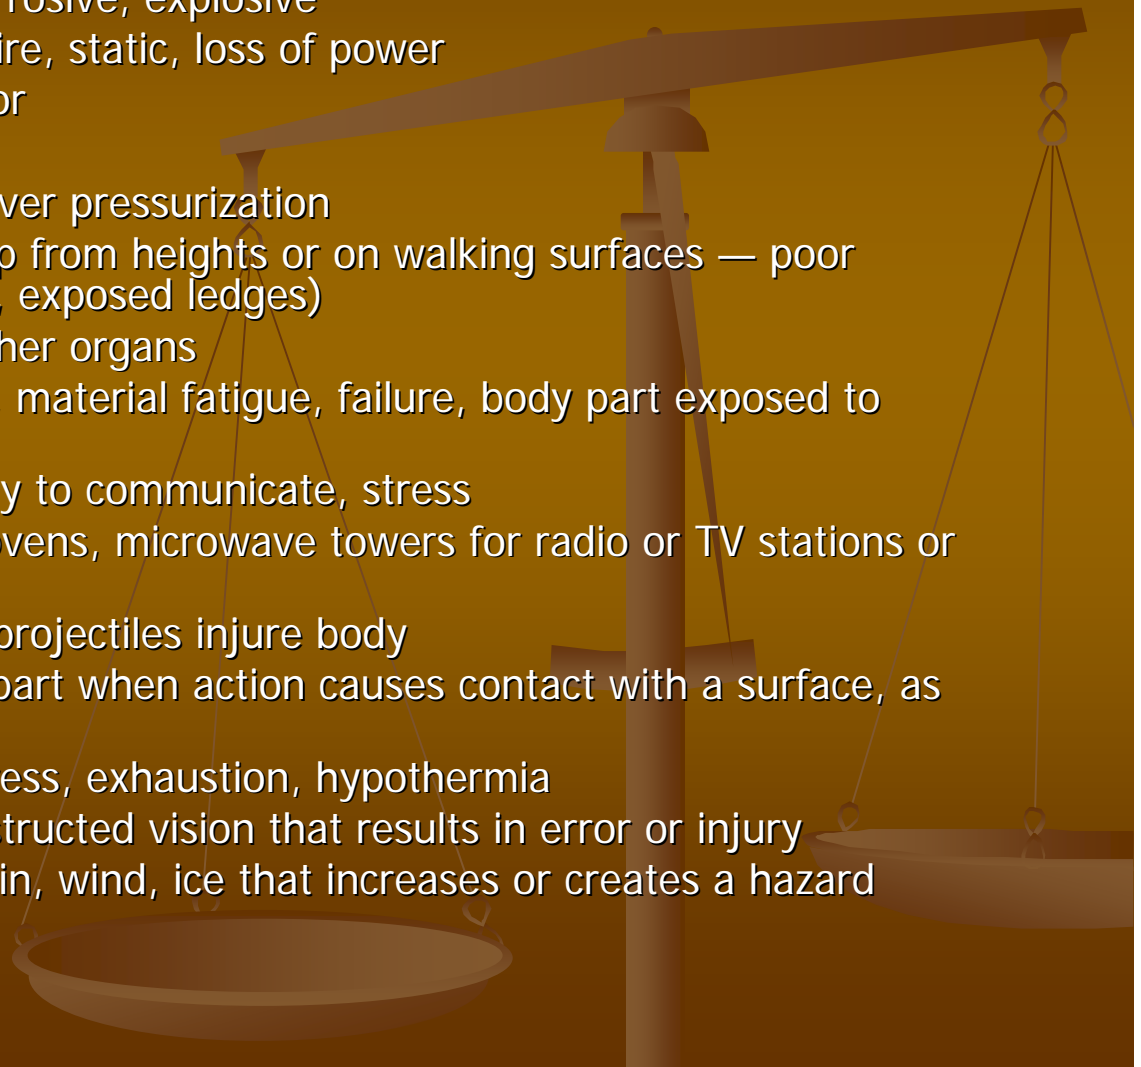 rosive, explosive
ire, static, loss of power
or
ver pressurization
p from heights or on walking surfaces — poor
, exposed ledges)
her organs
material fatigue, failure, body part exposed to
y to communicate, stress
ovens, microwave towers for radio or TV stations or
projectiles injure body
part when action causes contact with a surface, as
ess, exhaustion, hypothermia
structed vision that results in error or injury
in, wind, ice that increases or creates a hazard